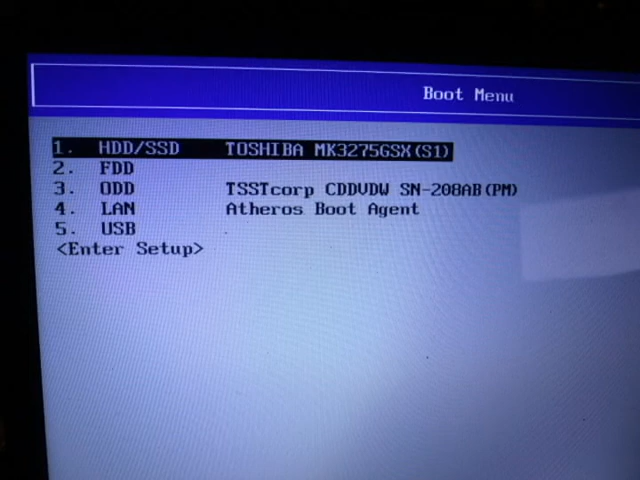 Boot Menu
1. HDD/SSD TOSHIBA MK3275GSX(S1)
2. FDD
3. ODD TSSTcorp CDDVDW SN-208AB(PM)
4. LAN Atheros Boot Agent
5. USB
<Enter Setup>